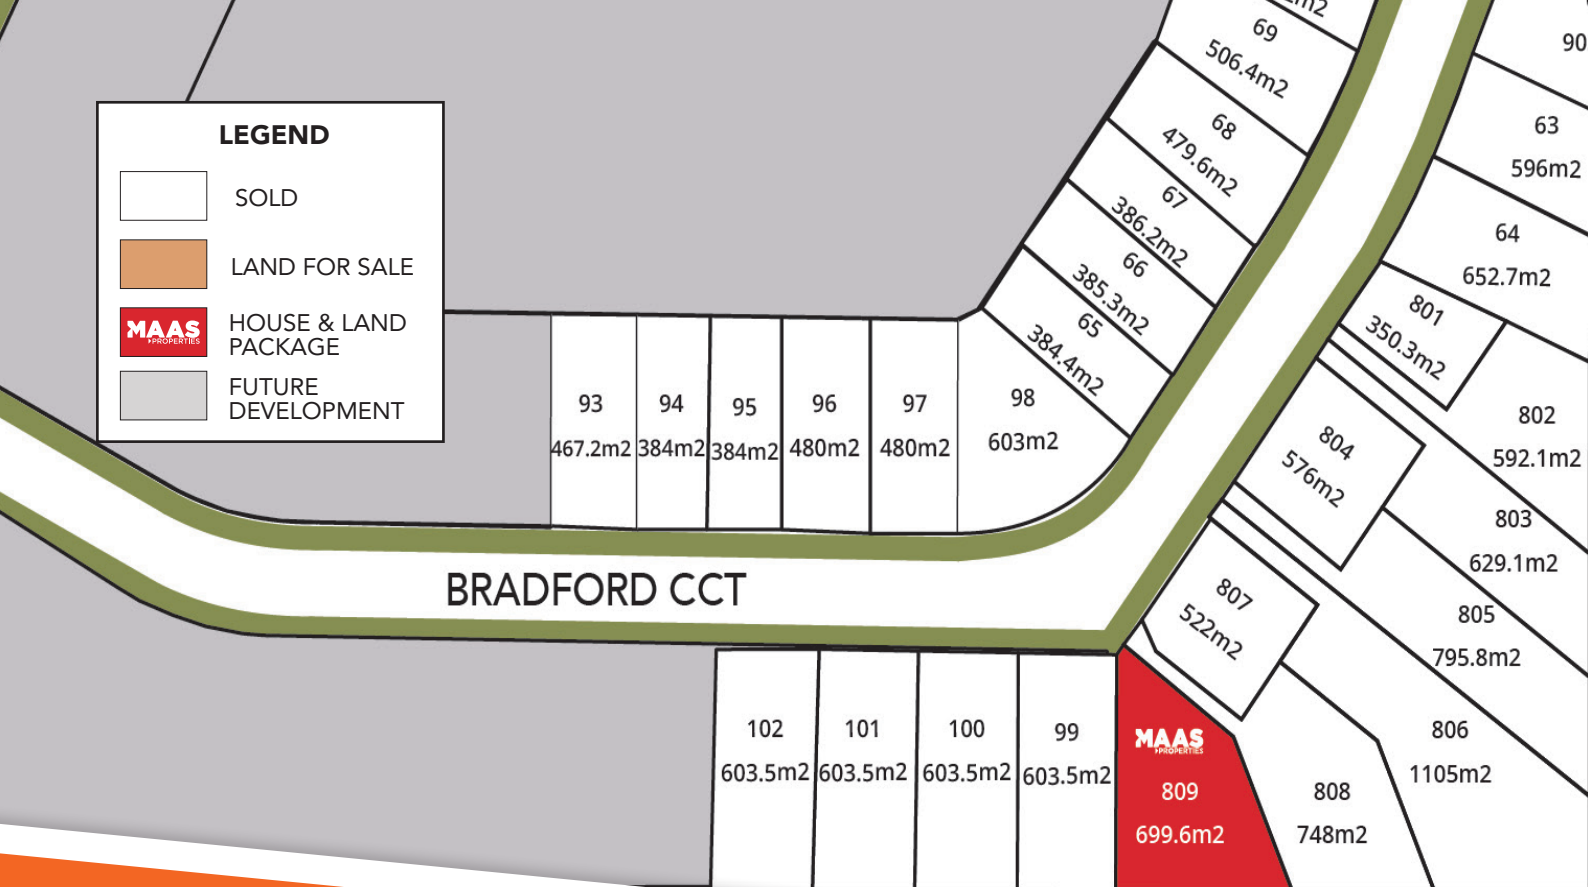 LEGEND
SOLD
LAND FOR SALE
MAAS
PROPERTIES
HOUSE & LAND
PACKAGE
FUTURE
DEVELOPMENT
69
506.4m2
68
479.6m2
67
386.2m2
66
385.3m2
65
384.4m2
90
63
596m2
64
652.7m2
801
350.3m2
802
592.1m2
803
629.1m2
804
576m2
805
795.8m2
806
1105m2
807
522m2
808
748m2
93
467.2m2
94
384m2
95
384m2
96
480m2
97
480m2
98
603m2
BRADFORD CCT
102
603.5m2
101
603.5m2
100
603.5m2
99
603.5m2
MAAS
PROPERTIES
809
699.6m2